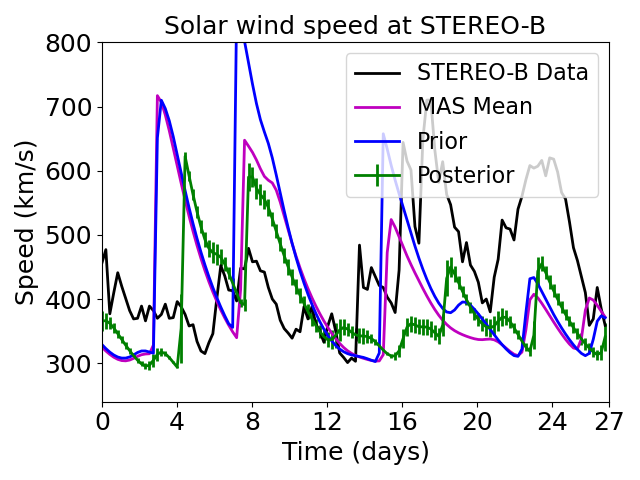 Solar wind speed at STEREO-B
800
700
600
500
400
300
Speed (km/s)
STEREO-B Data
MAS Mean
Prior
Posterior
0 4 8 12 16 20 24 27
Time (days)